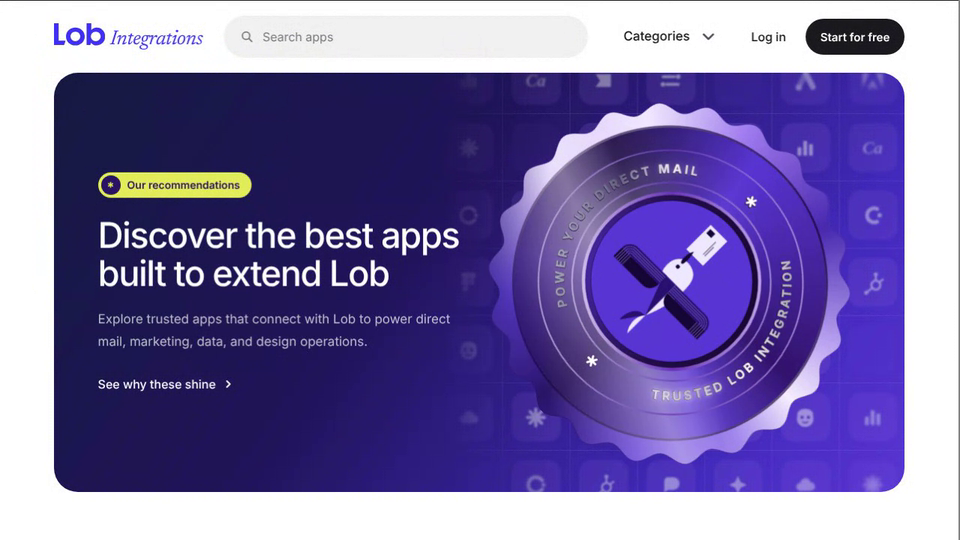 Lob Integrations
Search apps
Categories
Log in
Start for free
Our recommendations
Discover the best apps
built to extend Lob
Explore trusted apps that connect with Lob to power direct
mail, marketing, data, and design operations.
See why these shine
POWER YOUR DIRECT MAIL
TRUSTED LOB INTEGRATION
Ca
Ca